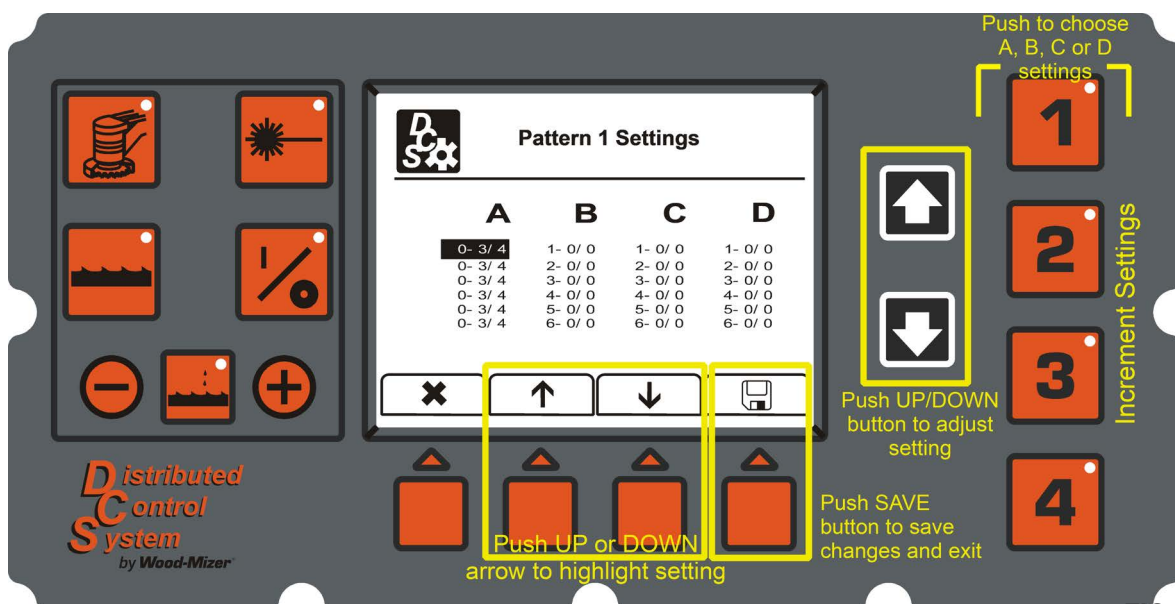 Push to choose
A, B, C or D
settings
1
DCS
Pattern 1 Settings
A B C D
0- 3/ 4 1- 0/ 0 1- 0/ 0 1- 0/ 0
0- 3/ 4 2- 0/ 0 2- 0/ 0 2- 0/ 0
0- 3/ 4 3- 0/ 0 3- 0/ 0 3- 0/ 0
0- 3/ 4 4- 0/ 0 4- 0/ 0 4- 0/ 0
0- 3/ 4 5- 0/ 0 5- 0/ 0 5- 0/ 0
0- 3/ 4 6- 0/ 0 6- 0/ 0 6- 0/ 0
2
Increment Settings
3
Push UP/DOWN
button to adjust
setting
4
Distributed
Control
System
by Wood-Mizer
Push UP or DOWN
arrow to highlight setting
Push SAVE
button to save
changes and exit